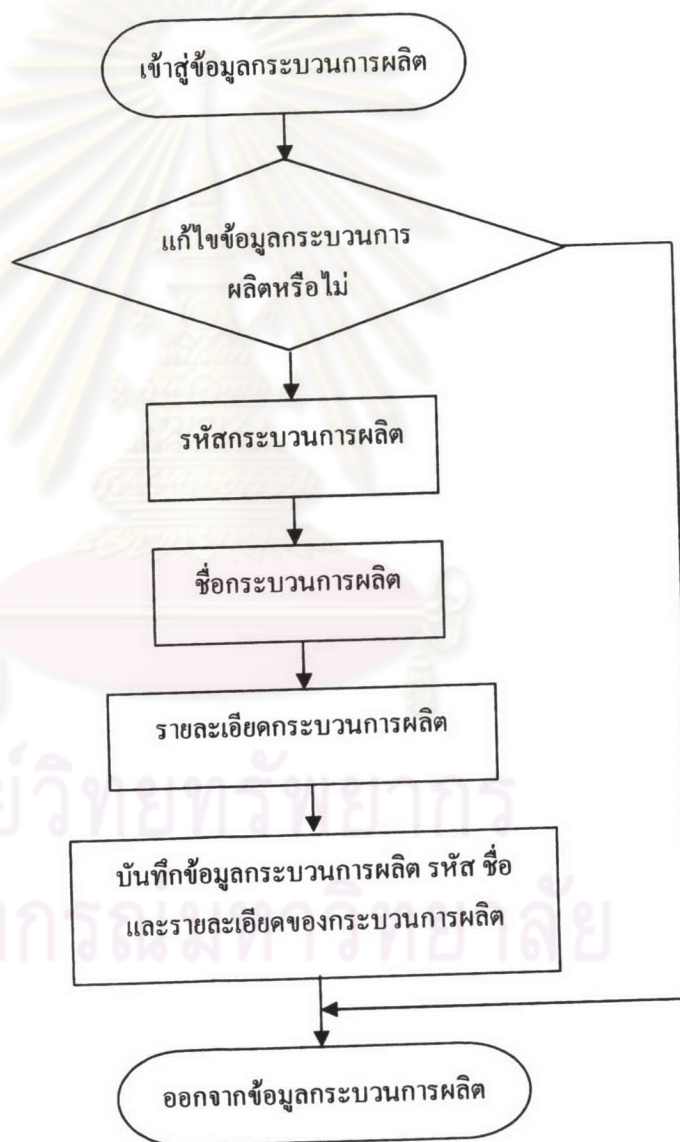 เข้าสู่ข้อมูลกระบวนการผลิต
แก้ไขข้อมูลกระบวนการ
ผลิตหรือไม่
รหัสกระบวนการผลิต
ชื่อกระบวนการผลิต
รายละเอียดกระบวนการผลิต
บันทึกข้อมูลกระบวนการผลิต รหัส ชื่อ
และรายละเอียดของกระบวนการผลิต
ออกจากข้อมูลกระบวนการผลิต